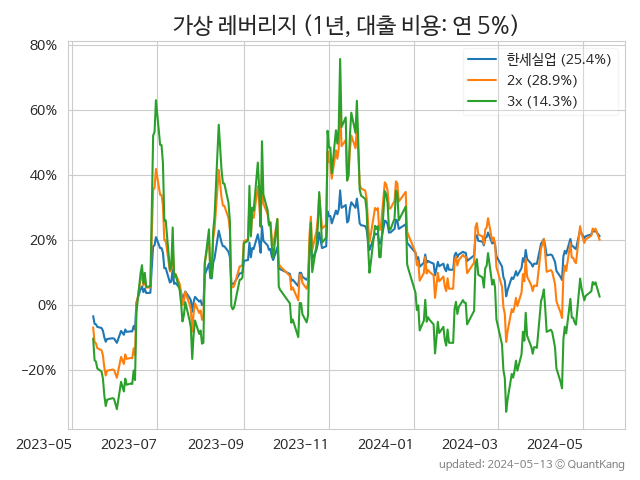 가상 레버리지 (1년, 대출 비용: 연 5%)
80%
60%
40%
20%
0%
−20%
한세실업 (25.4%)
2x (28.9%)
3x (14.3%)
2023-05 2023-07 2023-09 2023-11 2024-01 2024-03 2024-05
updated: 2024-05-13 ⓒ QuantKang